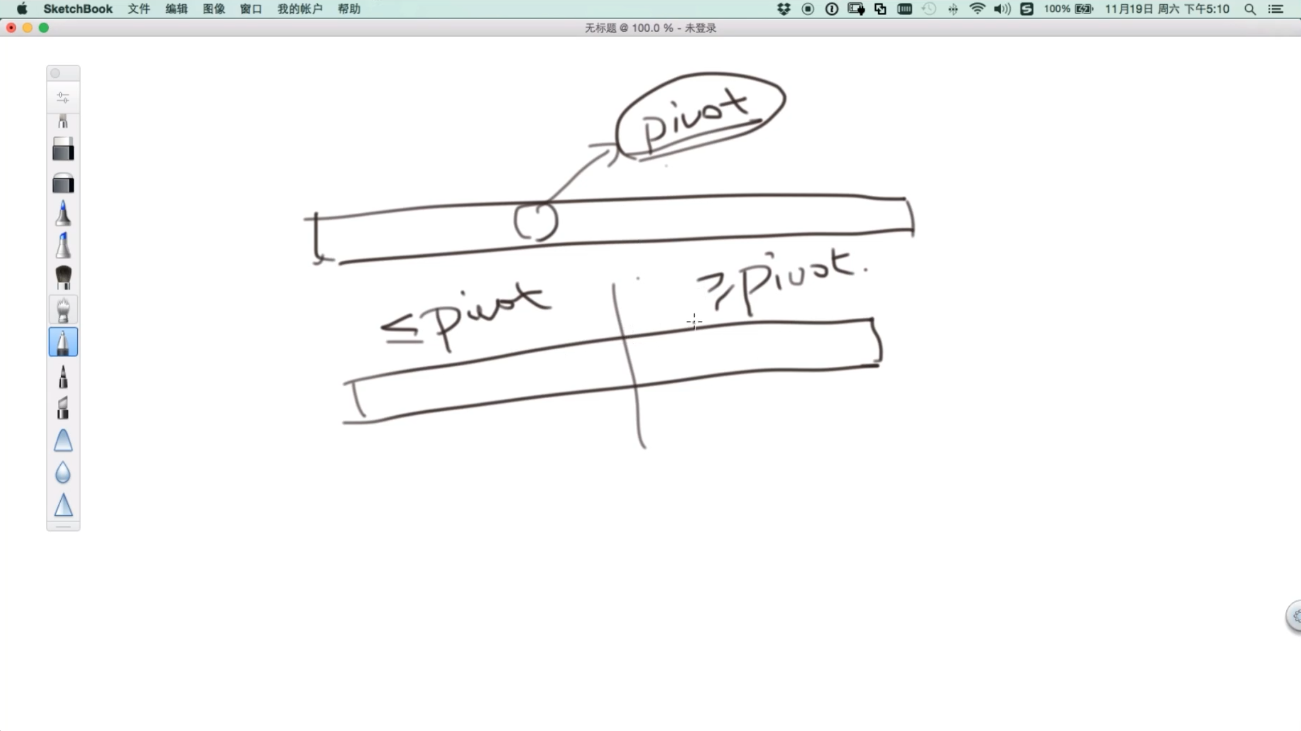 SketchBook 文件 编辑 图像 窗口 我的帐户 帮助 100% 11月19日 周六 下午5:10
无标题 @ 100.0 % - 未登录
pivot
≤pivot ≥pivot.